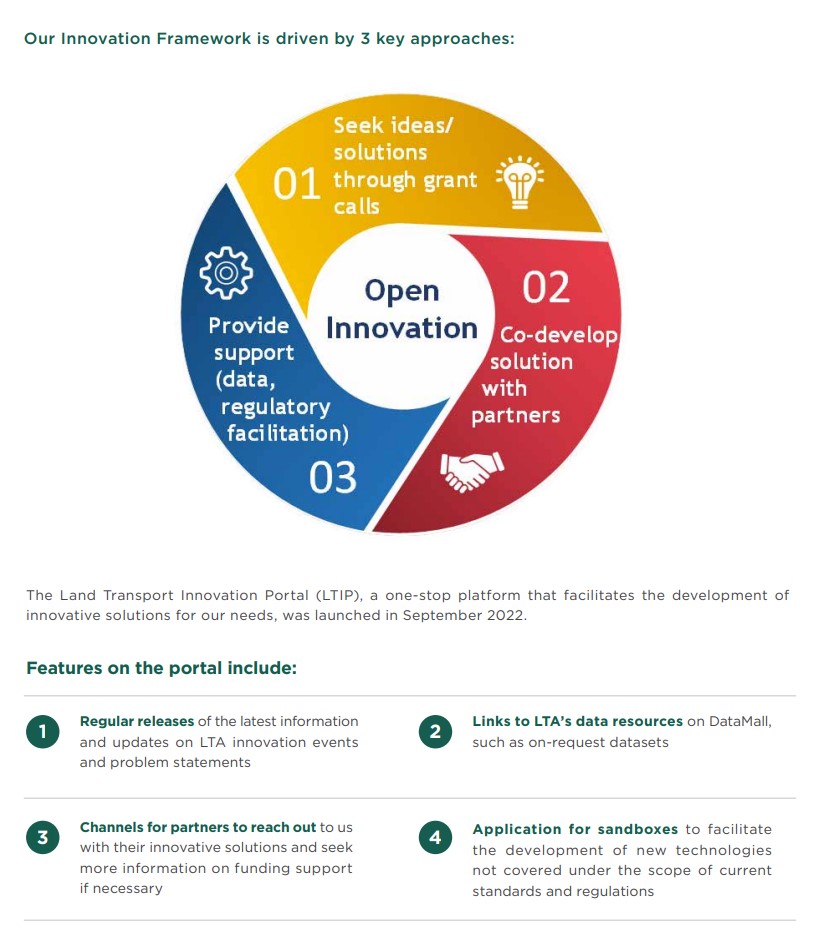 Our Innovation Framework is driven by 3 key approaches:
01
Seek ideas/
solutions
through grant
calls
02
Co-develop
solution
with
partners
Provide
support
(data,
regulatory
facilitation)
03
Open
Innovation
The Land Transport Innovation Portal (LTIP), a one-stop platform that facilitates the development of
innovative solutions for our needs, was launched in September 2022.
Features on the portal include:
1
Regular releases of the latest information
and updates on LTA innovation events
and problem statements
2
Links to LTA's data resources on DataMall,
such as on-request datasets
3
Channels for partners to reach out to us
with their innovative solutions and seek
more information on funding support
if necessary
4
Application for sandboxes to facilitate
the development of new technologies
not covered under the scope of current
standards and regulations